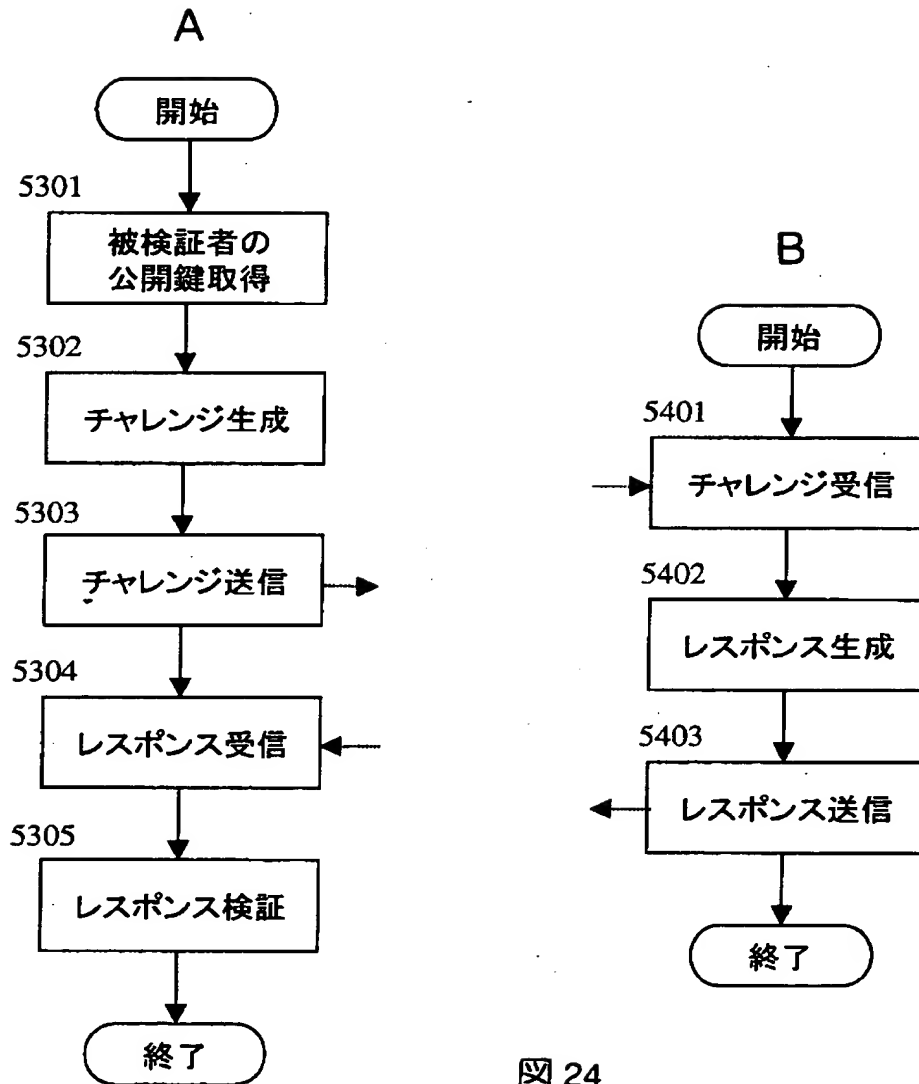 A
開始
5301
被検証者の
公開鍵取得
5302
チャレンジ生成
5303
チャレンジ送信
5304
レスポンス受信
5305
レスポンス検証
終了
B
開始
5401
チャレンジ受信
5402
レスポンス生成
5403
レスポンス送信
終了
図 24